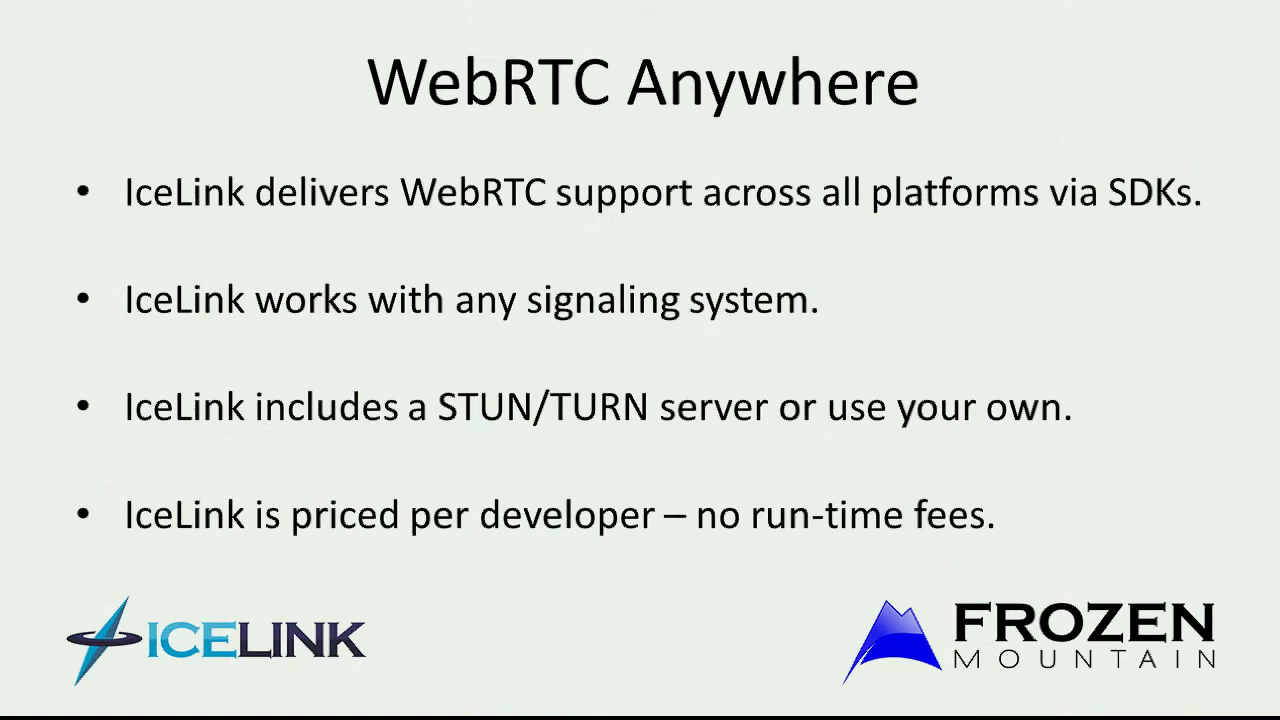 WebRTC Anywhere
• IceLink delivers WebRTC support across all platforms via SDKs.
• IceLink works with any signaling system.
• IceLink includes a STUN/TURN server or use your own.
• IceLink is priced per developer – no run-time fees.
ICELINK
FROZEN
MOUNTAIN